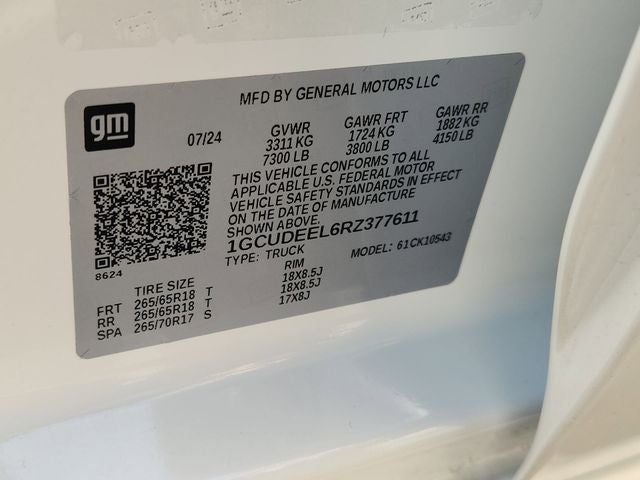 MFD BY GENERAL MOTORS LLC
gm
07/24 GVWR GAWR FRT GAWR RR
3311 KG 1724 KG 1882 KG
7300 LB 3800 LB 4150 LB
THIS VEHICLE CONFORMS TO ALL
APPLICABLE U.S. FEDERAL MOTOR
VEHICLE SAFETY STANDARDS IN EFFECT
ON THE DATE OF MANUFACTURE
SHOWN ABOVE.
1GCUDEEL6RZ377611
8624
TYPE: TRUCK MODEL: 61CK10543
TIRE SIZE RIM
FRT 265/65R18 T 18X8.5J
RR 265/65R18 T 18X8.5J
SPA 265/70R17 S 17X8J